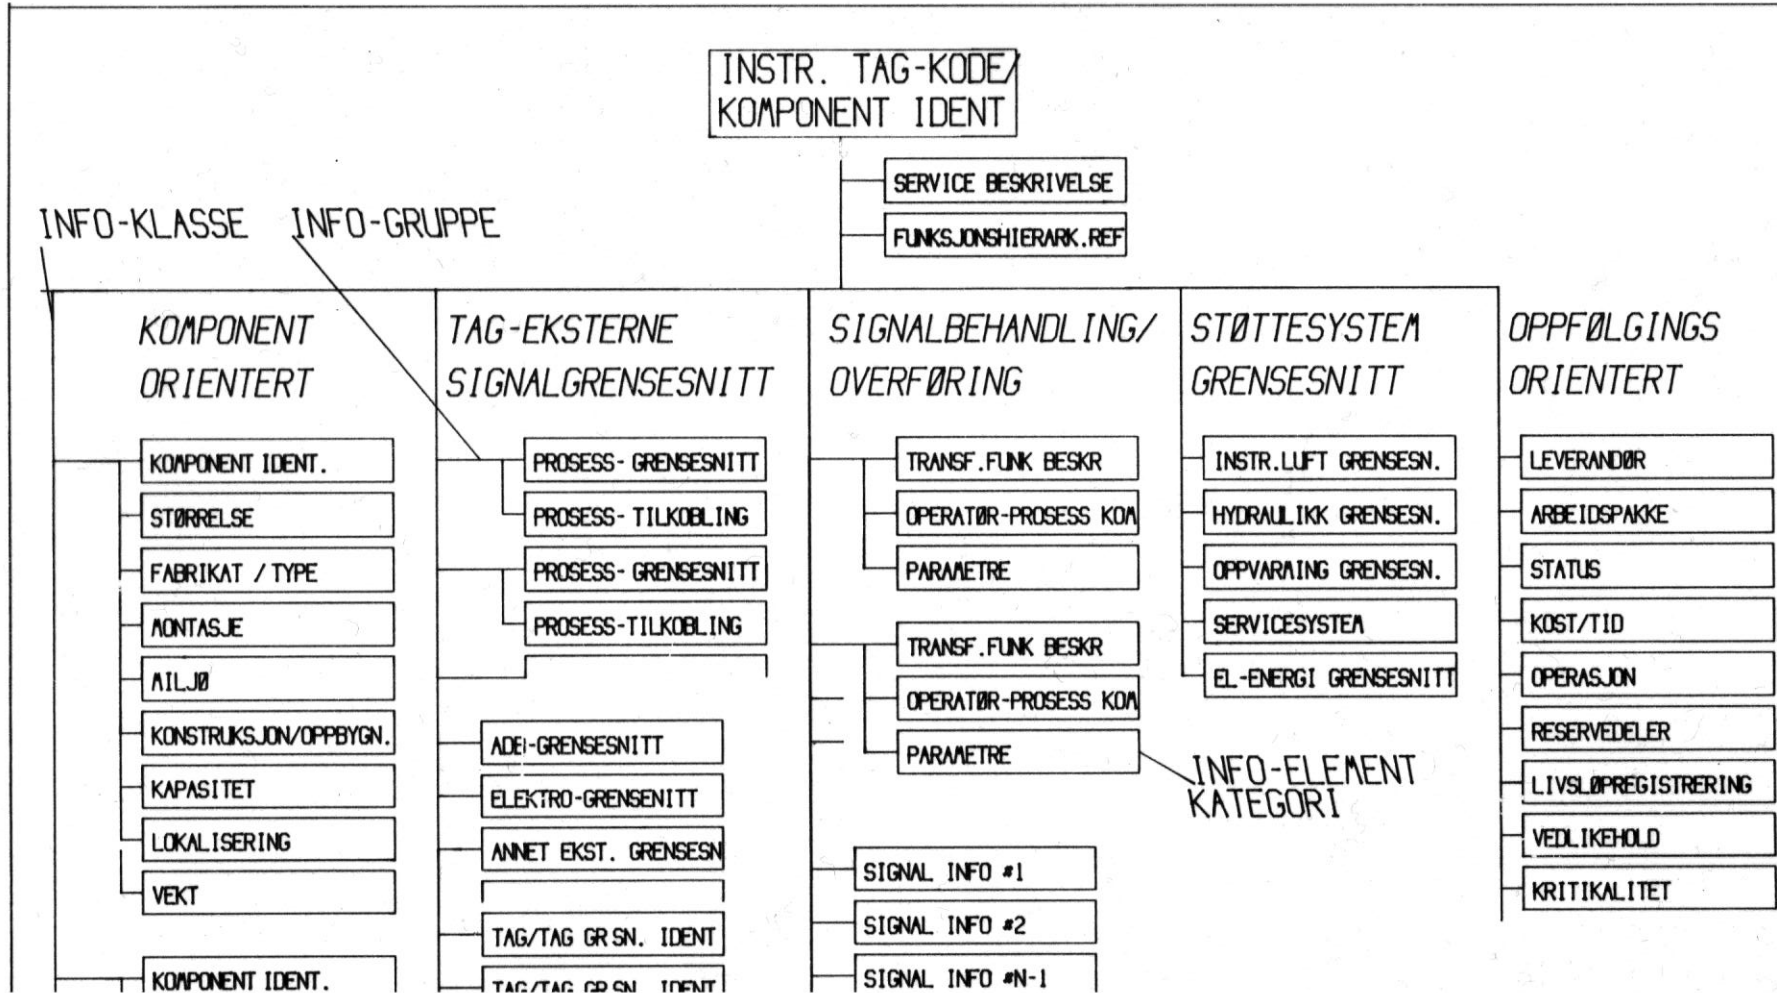 INSTR. TAG-KODE/
KOMPONENT IDENT
SERVICE BESKRIVELSE
FUNKSJONSHIERARK.REF
INFO-KLASSE
INFO-GRUPPE
KOMPONENT
ORIENTERT
KOMPONENT IDENT.
STØRRELSE
FABRIKAT / TYPE
MONTASJE
MILJØ
KONSTRUKSJON/OPPBYGN.
KAPASITET
LOKALISERING
VEKT
KOMPONENT IDENT.
TAG-EKSTERNE
SIGNALGRENSESNITT
PROSESS- GRENSESNITT
PROSESS- TILKOBLING
PROSESS- GRENSESNITT
PROSESS-TILKOBLING
-GRENSESNITT
ELEKTRO-GRENSENITT
ANNET EKST. GRENSESN
TAG/TAG GRSN. IDENT
TAG/TAG GRSN. IDENT
SIGNALBEHANDLING/
OVERFØRING
TRANSF.FUNK BESKR
OPERATØR-PROSESS KOM
PARAMETRE
TRANSF.FUNK BESKR
OPERATØR-PROSESS KOM
PARAMETRE
INFO-ELEMENT
KATEGORI
SIGNAL INFO #1
SIGNAL INFO #2
SIGNAL INFO #N-1
STØTTESYSTEM
GRENSESNITT
INSTR.LUFT GRENSESN.
HYDRAULIKK GRENSESN.
OPPVARMING GRENSESN.
SERVICESYSTEM
EL-ENERGI GRENSESNITT
OPPFØLGINGS
ORIENTERT
LEVERANDØR
ARBEIDSPAKKE
STATUS
KOST/TID
OPERASJON
RESERVEDELER
LIVSLØPREGISTRERING
VEDLIKEHOLD
KRITIKALITET